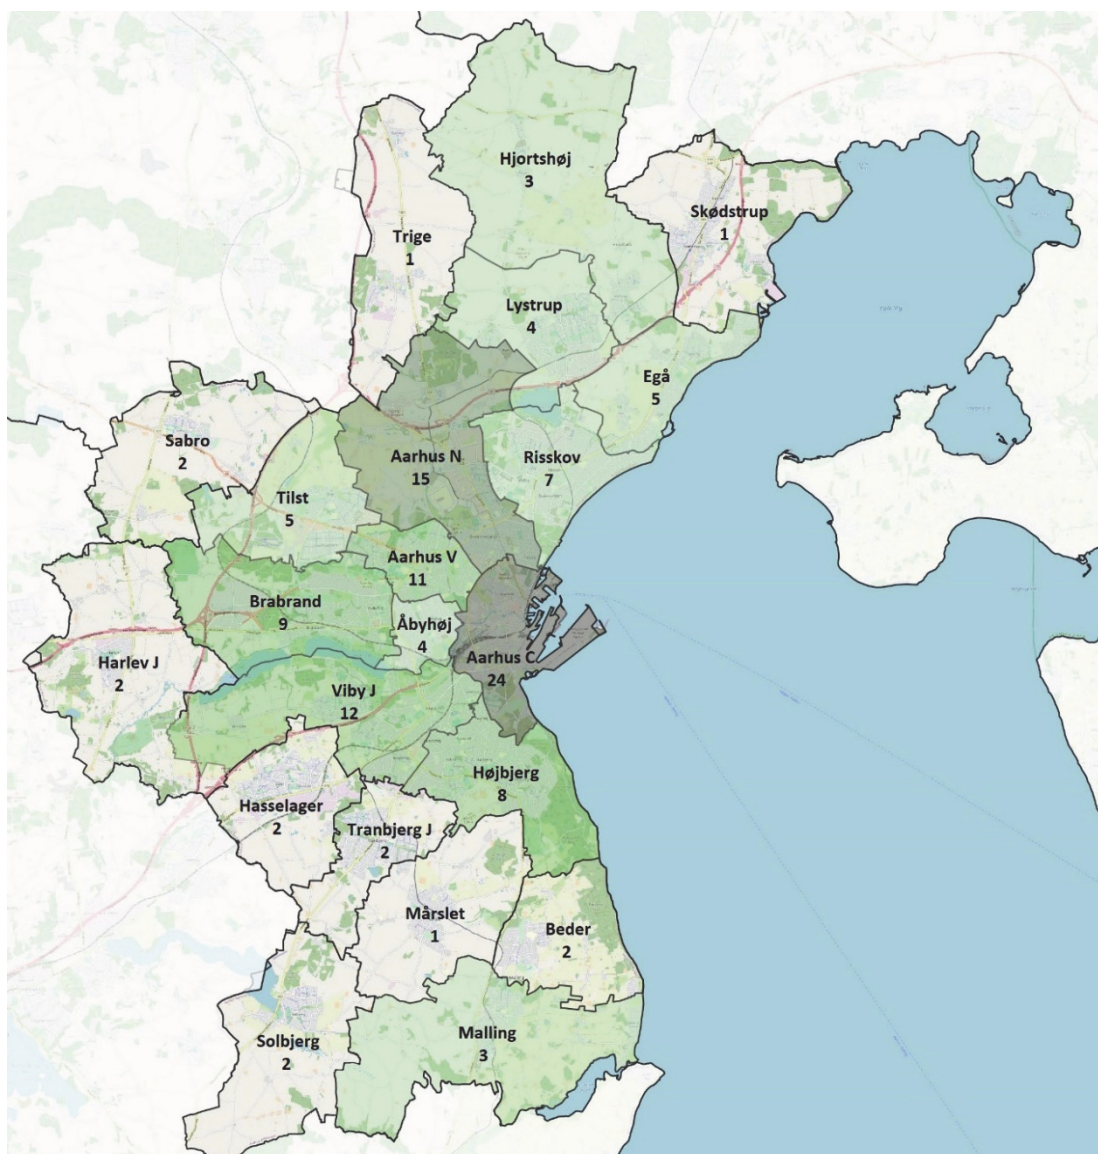 Hjortshøj
3
Skødstrup
1
Trige
1
Lystrup
4
Egå
5
Sabro
2
Aarhus N
15
Risskov
7
Tilst
5
Aarhus V
11
Brabrand
9
Åbyhøj
4
Harlev J
2
Aarhus C
24
Viby J
12
Højbjerg
8
Hasselager
2
Tranbjerg J
2
Mårslet
1
Beder
2
Solbjerg
2
Malling
3